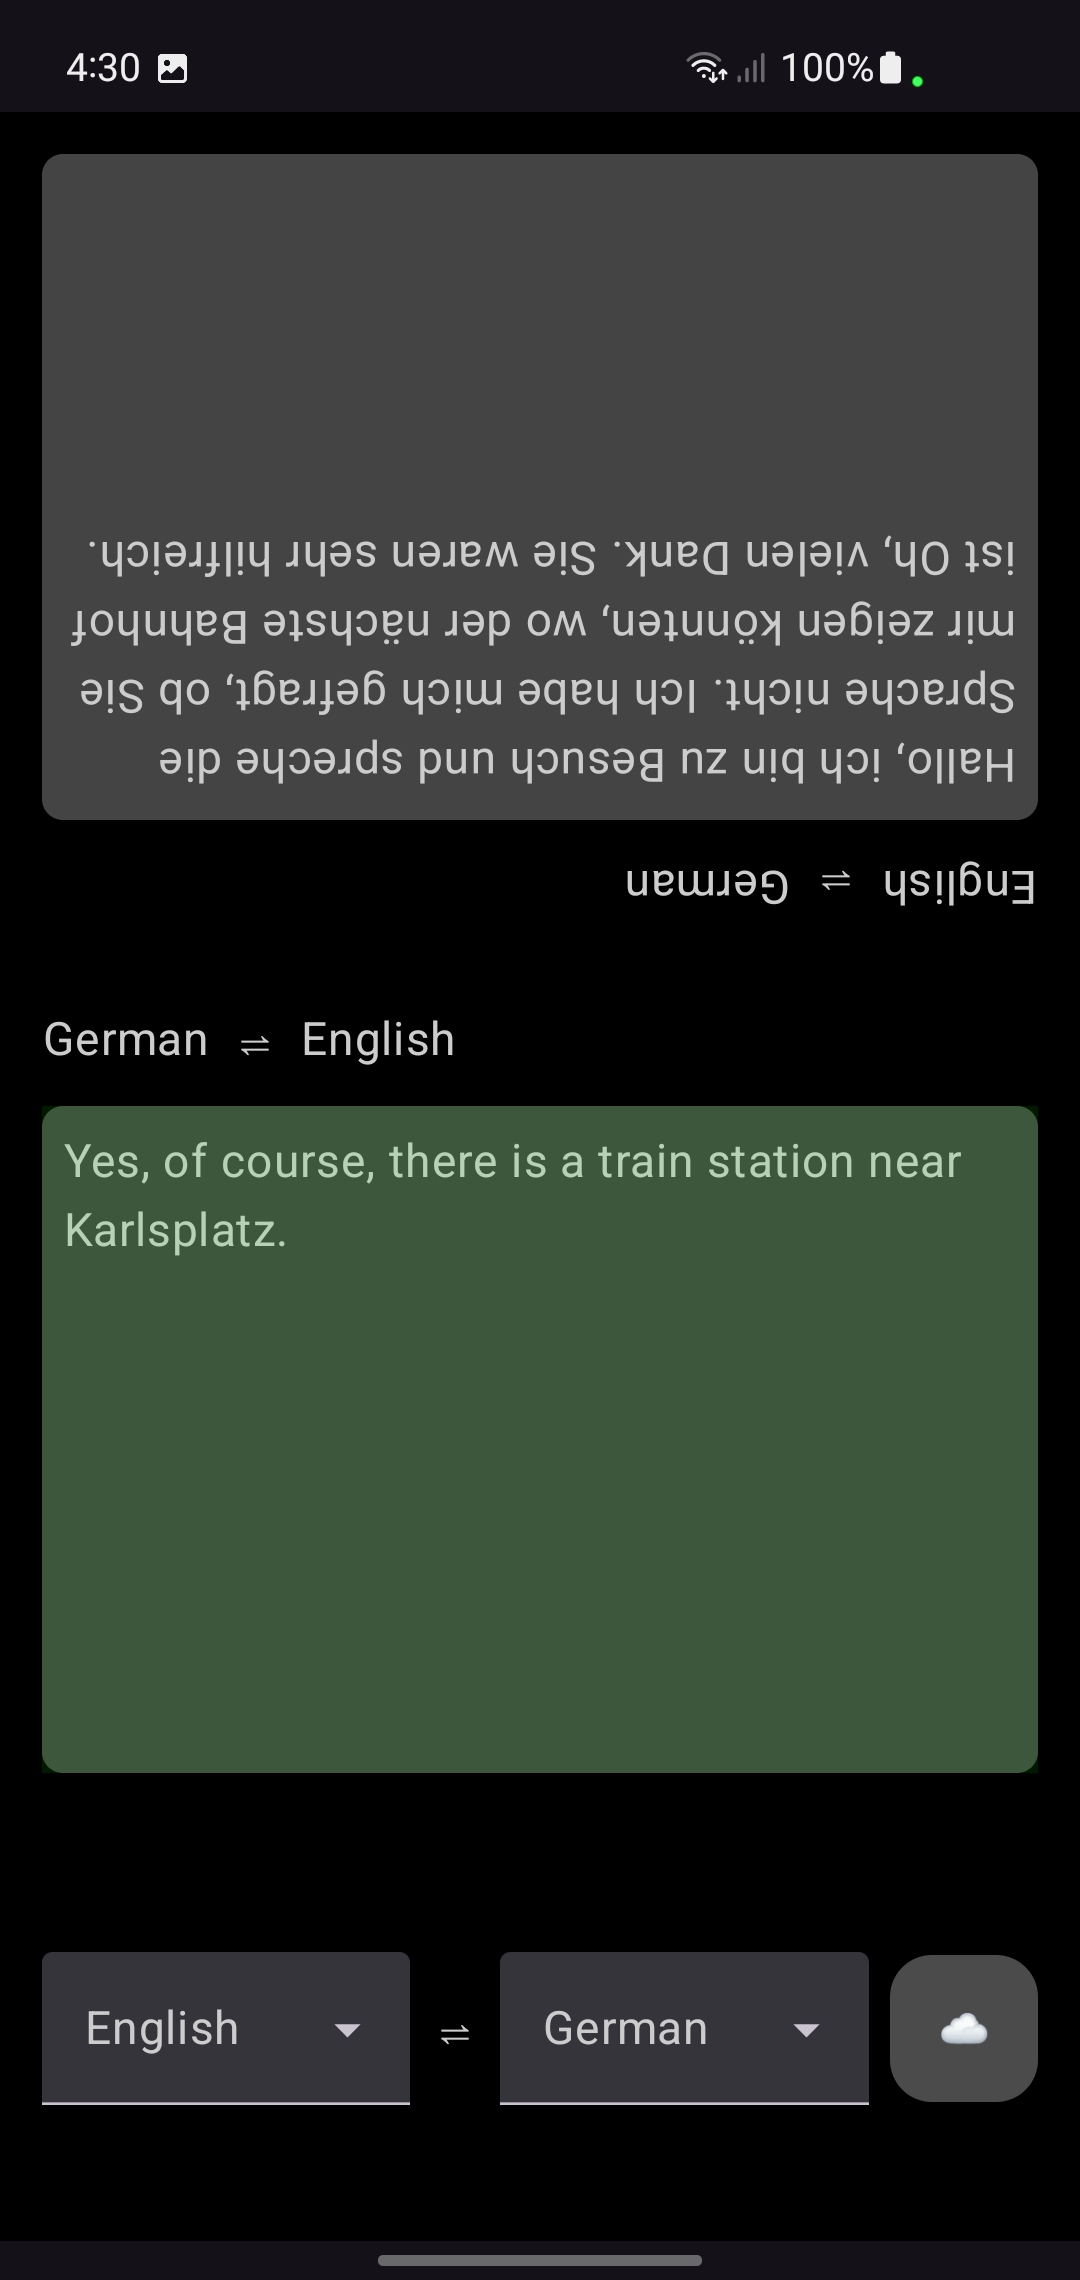 4:30
100%
Hallo, ich bin zu Besuch und spreche die
Sprache nicht. Ich habe mich gefragt, ob Sie
mir zeigen könnten, wo der nächste Bahnhof
ist Oh, vielen Dank. Sie waren sehr hilfreich.
English ⇌ German
German ⇌ English
Yes, of course, there is a train station near
Karlsplatz.
English ⇌ German